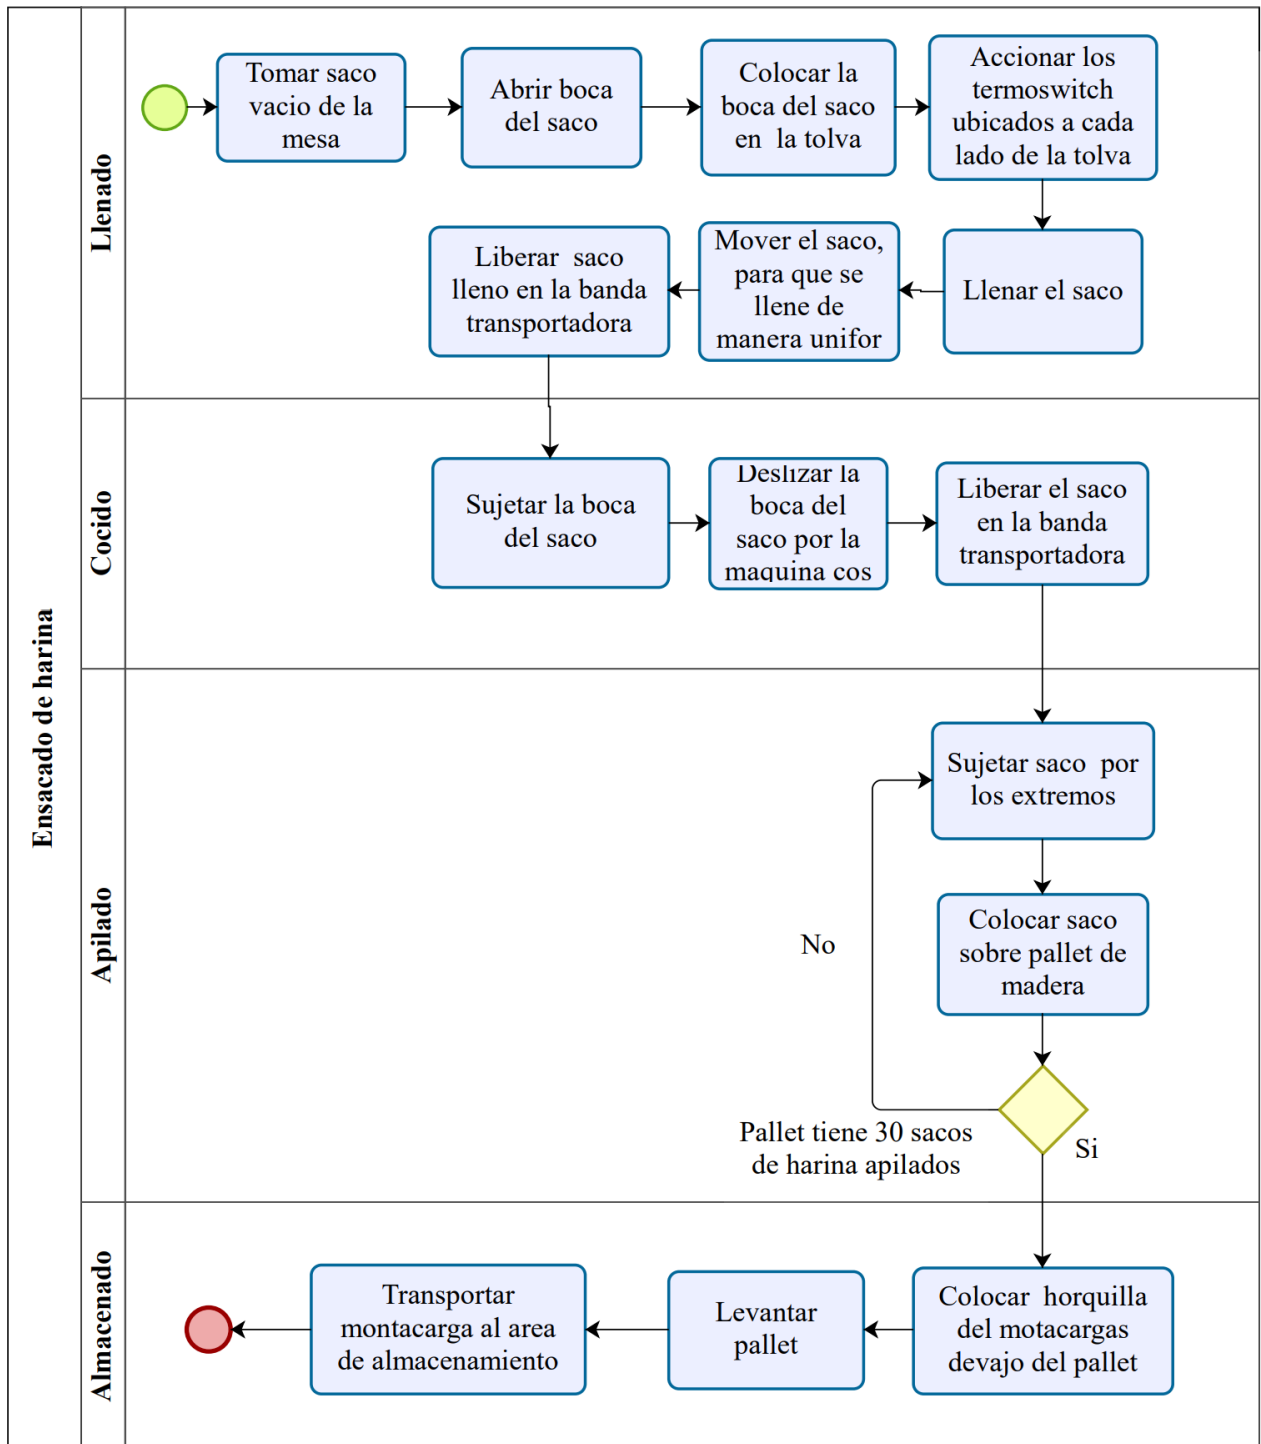 Ensacado de harina
Llenado
Tomar saco
vacio de la
mesa
Abrir boca
del saco
Colocar la
boca del saco
en la tolva
Accionar los
termoswitch
ubicados a cada
lado de la tolva
Llenar el saco
Mover el saco,
para que se
llene de
manera unifor
Liberar saco
lleno en la banda
transportadora
Cocido
Sujetar la boca
del saco
Deslizar la
boca del
saco por la
maquina cos
Liberar el saco
en la banda
transportadora
Apilado
Sujetar saco por
los extremos
Colocar saco
sobre pallet de
madera
No
Pallet tiene 30 sacos
de harina apilados
Si
Almacenado
Colocar horquilla
del motacargas
devajo del pallet
Levantar
pallet
Transportar
montacarga al area
de almacenamiento